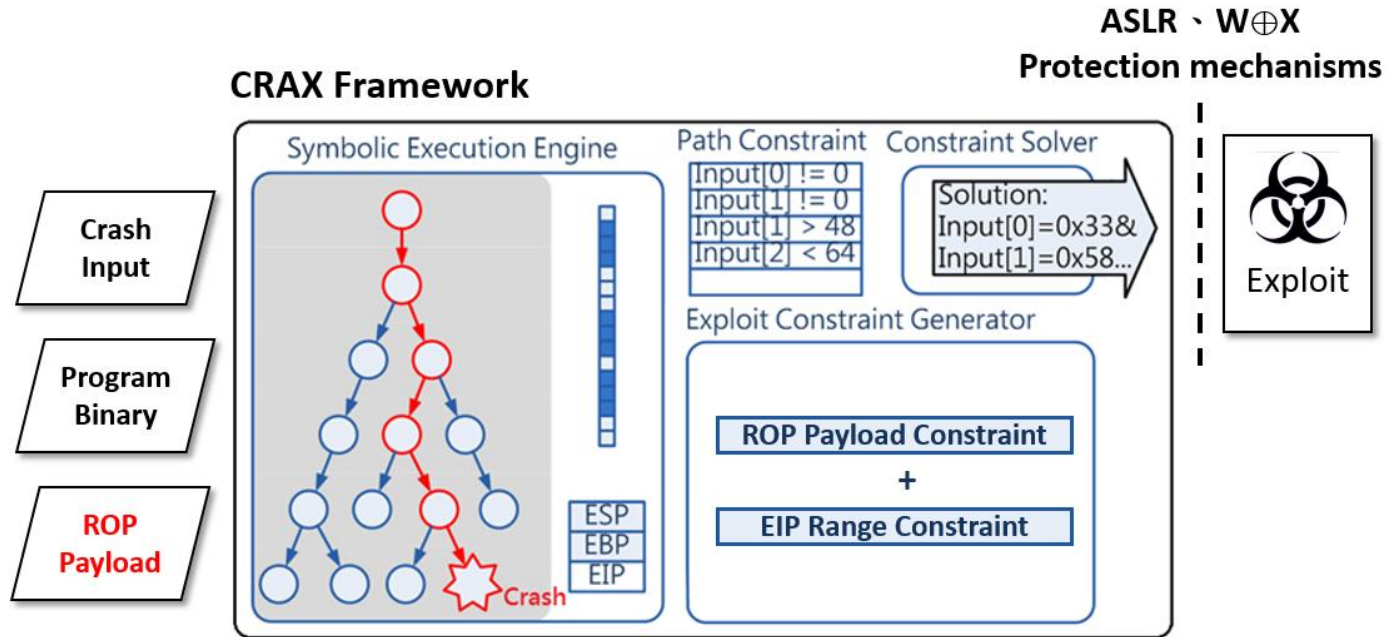 ASLR、W⊕X
Protection mechanisms
CRAX Framework
Crash
Input
Program
Binary
ROP
Payload
Symbolic Execution Engine
Crash
ESP
EBP
EIP
Path Constraint
Input[0] != 0
Input[1] != 0
Input[1] > 48
Input[2] < 64
Constraint Solver
Solution:
Input[0]=0x33&
Input[1]=0x58...
Exploit Constraint Generator
ROP Payload Constraint
+
EIP Range Constraint
Exploit